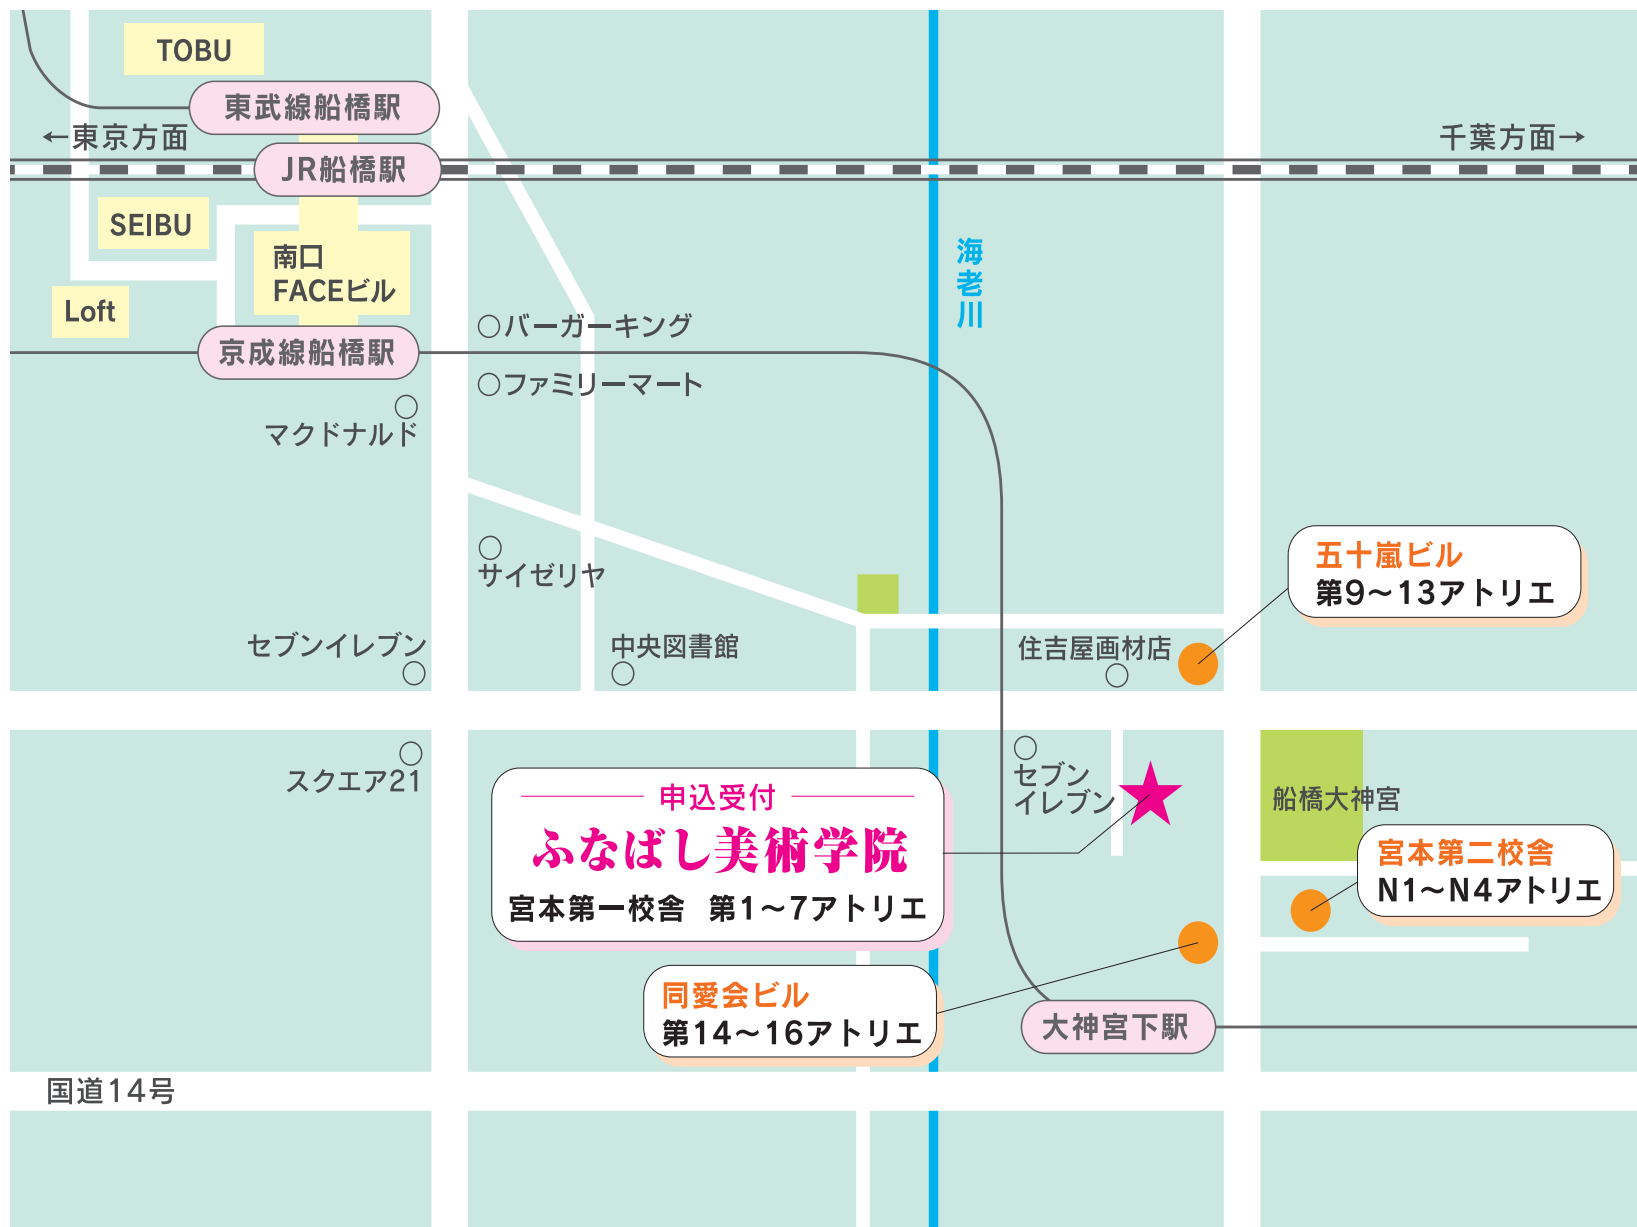 TOBU
東武線船橋駅
←東京方面
千葉方面→
JR船橋駅
SEIBU
南口
FACEビル
海老川
Loft
京成線船橋駅
○バーガーキング
○ファミリーマート
マクドナルド
サイゼリヤ
五十嵐ビル
第9〜13アトリエ
セブンイレブン
中央図書館
住吉屋画材店
スクエア21
セブン
イレブン
船橋大神宮
申込受付
ふなばし美術学院
宮本第一校舎 第1〜7アトリエ
宮本第二校舎
N1〜N4アトリエ
同愛会ビル
第14〜16アトリエ
大神宮下駅
国道14号